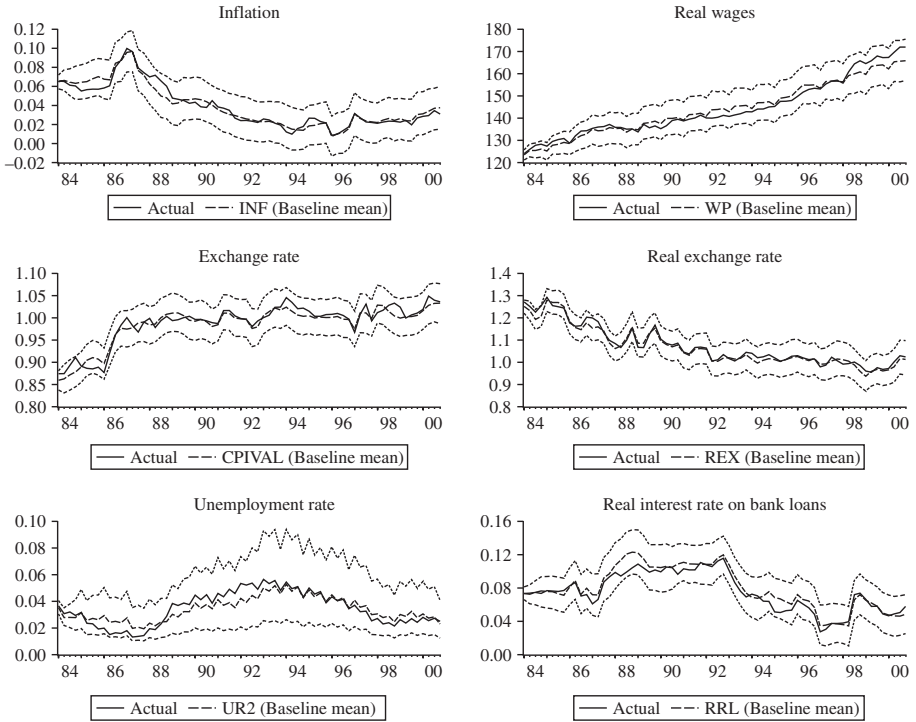 Inflation
0.12
0.10
0.08
0.06
0.04
0.02
0.00
–0.02
84 86 88 90 92 94 96 98 00
Actual INF (Baseline mean)
Real wages
180
170
160
150
140
130
120
84 86 88 90 92 94 96 98 00
Actual WP (Baseline mean)
Exchange rate
1.10
1.05
1.00
0.95
0.90
0.85
0.80
84 86 88 90 92 94 96 98 00
Actual CPIVAL (Baseline mean)
Real exchange rate
1.4
1.3
1.2
1.1
1.0
0.9
0.8
84 86 88 90 92 94 96 98 00
Actual REX (Baseline mean)
Unemployment rate
0.10
0.08
0.06
0.04
0.02
0.00
84 86 88 90 92 94 96 98 00
Actual UR2 (Baseline mean)
Real interest rate on bank loans
0.16
0.12
0.08
0.04
0.00
84 86 88 90 92 94 96 98 00
Actual RRL (Baseline mean)